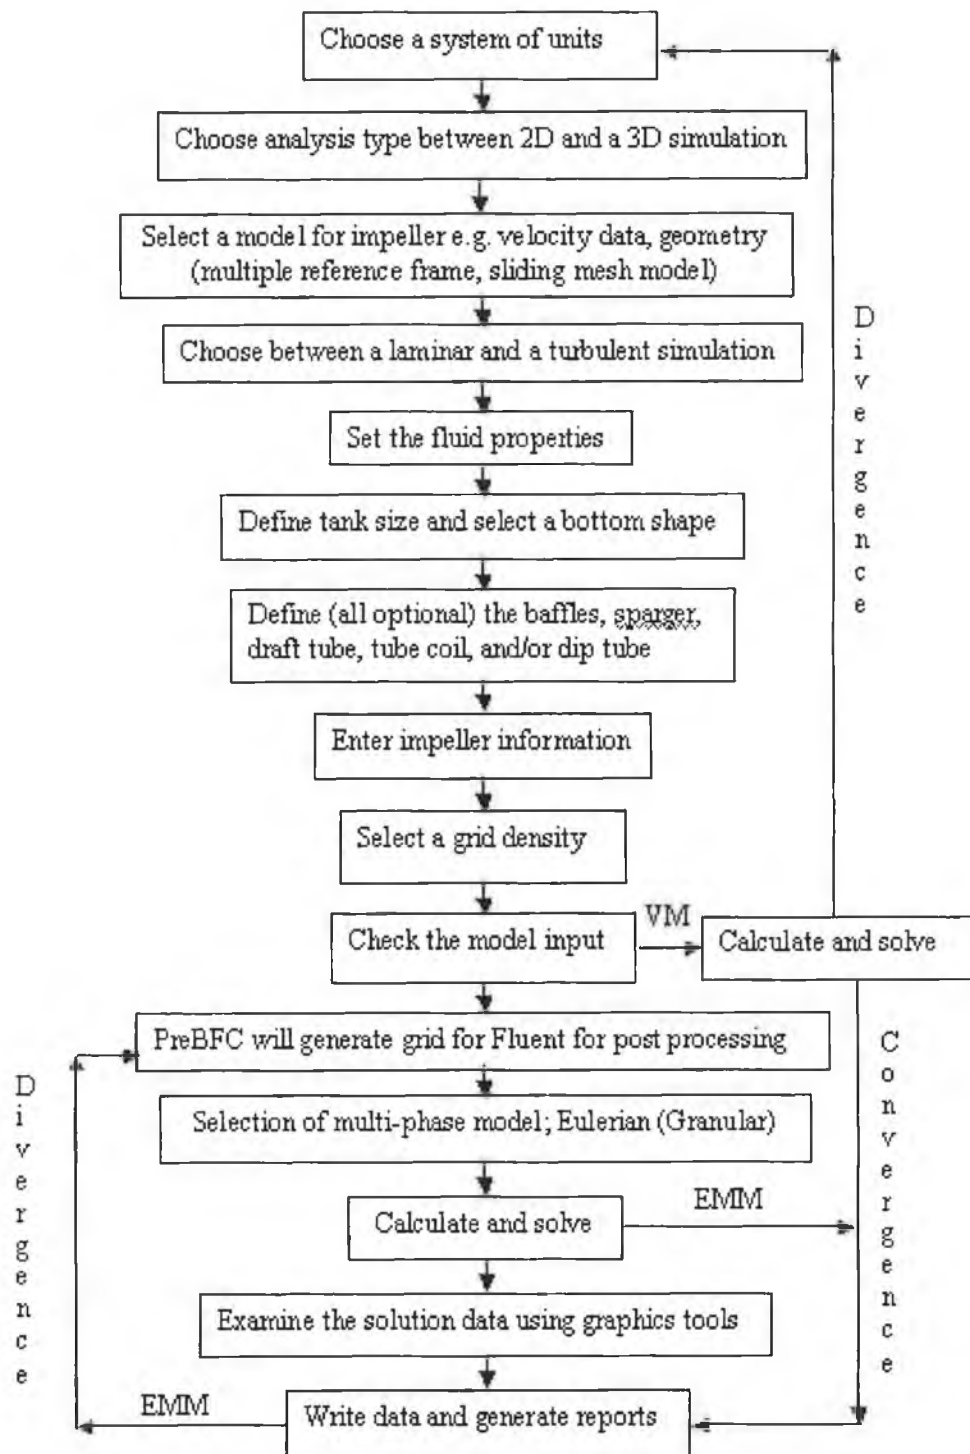 Choose a system of units
Choose analysis type between 2D and a 3D simulation
Select a model for impeller e.g. velocity data, geometry
(multiple reference frame, sliding mesh model)
Choose between a laminar and a turbulent simulation
Set the fluid properties
Define tank size and select a bottom shape
Define (all optional) the baffles, sparger,
draft tube, tube coil, and/or dip tube
Enter impeller information
Select a grid density
Check the model input
VM
Calculate and solve
Divergence
PreBFC will generate grid for Fluent for post processing
Selection of multi-phase model; Eulerian (Granular)
Calculate and solve
EMM
Convergence
Examine the solution data using graphics tools
Write data and generate reports
EMM
Divergence